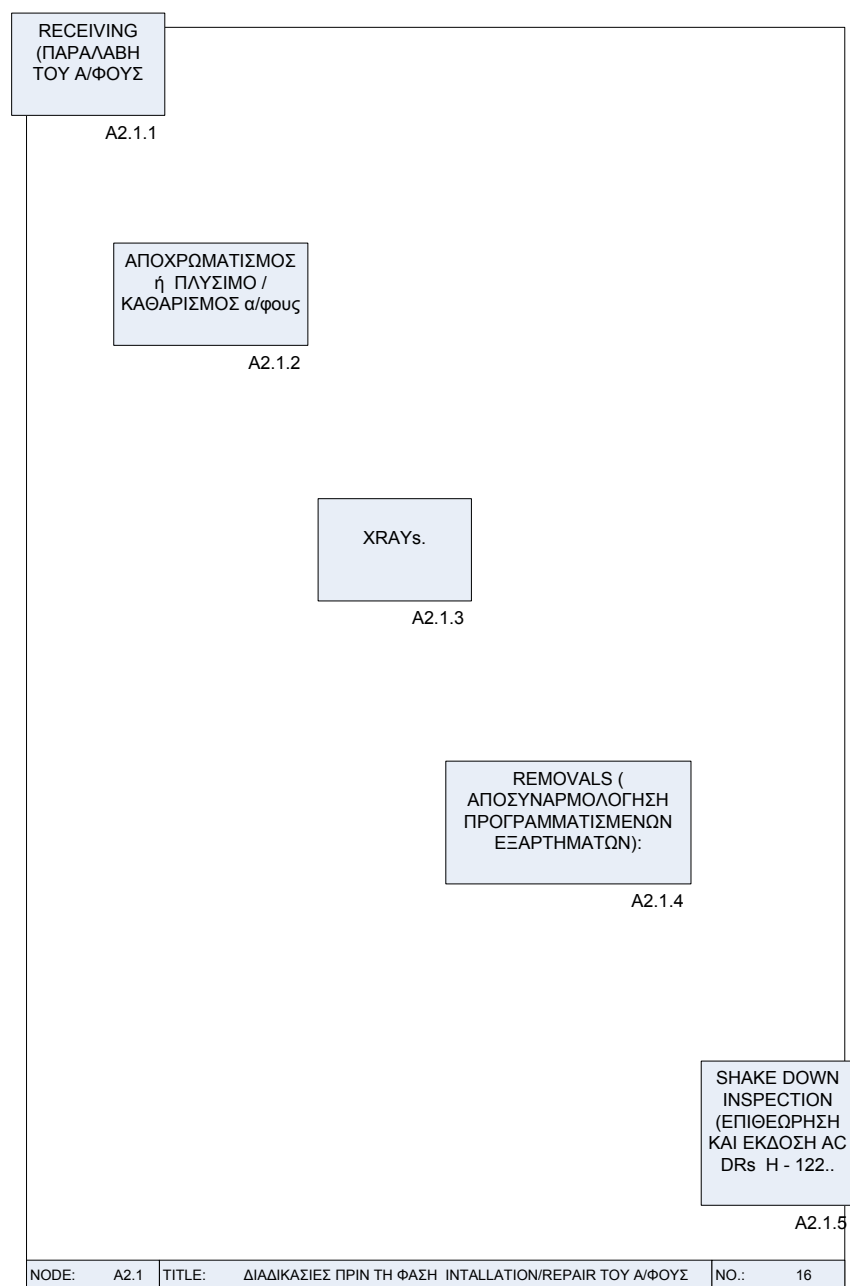 RECEIVING
(ΠΑΡΑΛΑΒΗ
ΤΟΥ Α/ΦΟΥΣ
A2.1.1
ΑΠΟΧΡΩΜΑΤΙΣΜΟΣ
ή ΠΛΥΣΙΜΟ /
ΚΑΘΑΡΙΣΜΟΣ α/φους
A2.1.2
XRAYs.
A2.1.3
REMOVALS (
ΑΠΟΣΥΝΑΡΜΟΛΟΓΗΣΗ
ΠΡΟΓΡΑΜΜΑΤΙΣΜΕΝΩΝ
ΕΞΑΡΤΗΜΑΤΩΝ):
A2.1.4
SHAKE DOWN
INSPECTION
(ΕΠΙΘΕΩΡΗΣΗ
ΚΑΙ ΕΚΔΟΣΗ AC
DRs H - 122..
A2.1.5
NODE: A2.1 TITLE: ΔΙΑΔΙΚΑΣΙΕΣ ΠΡΙΝ ΤΗ ΦΑΣΗ INTALLATION/REPAIR ΤΟΥ Α/ΦΟΥΣ NO.: 16